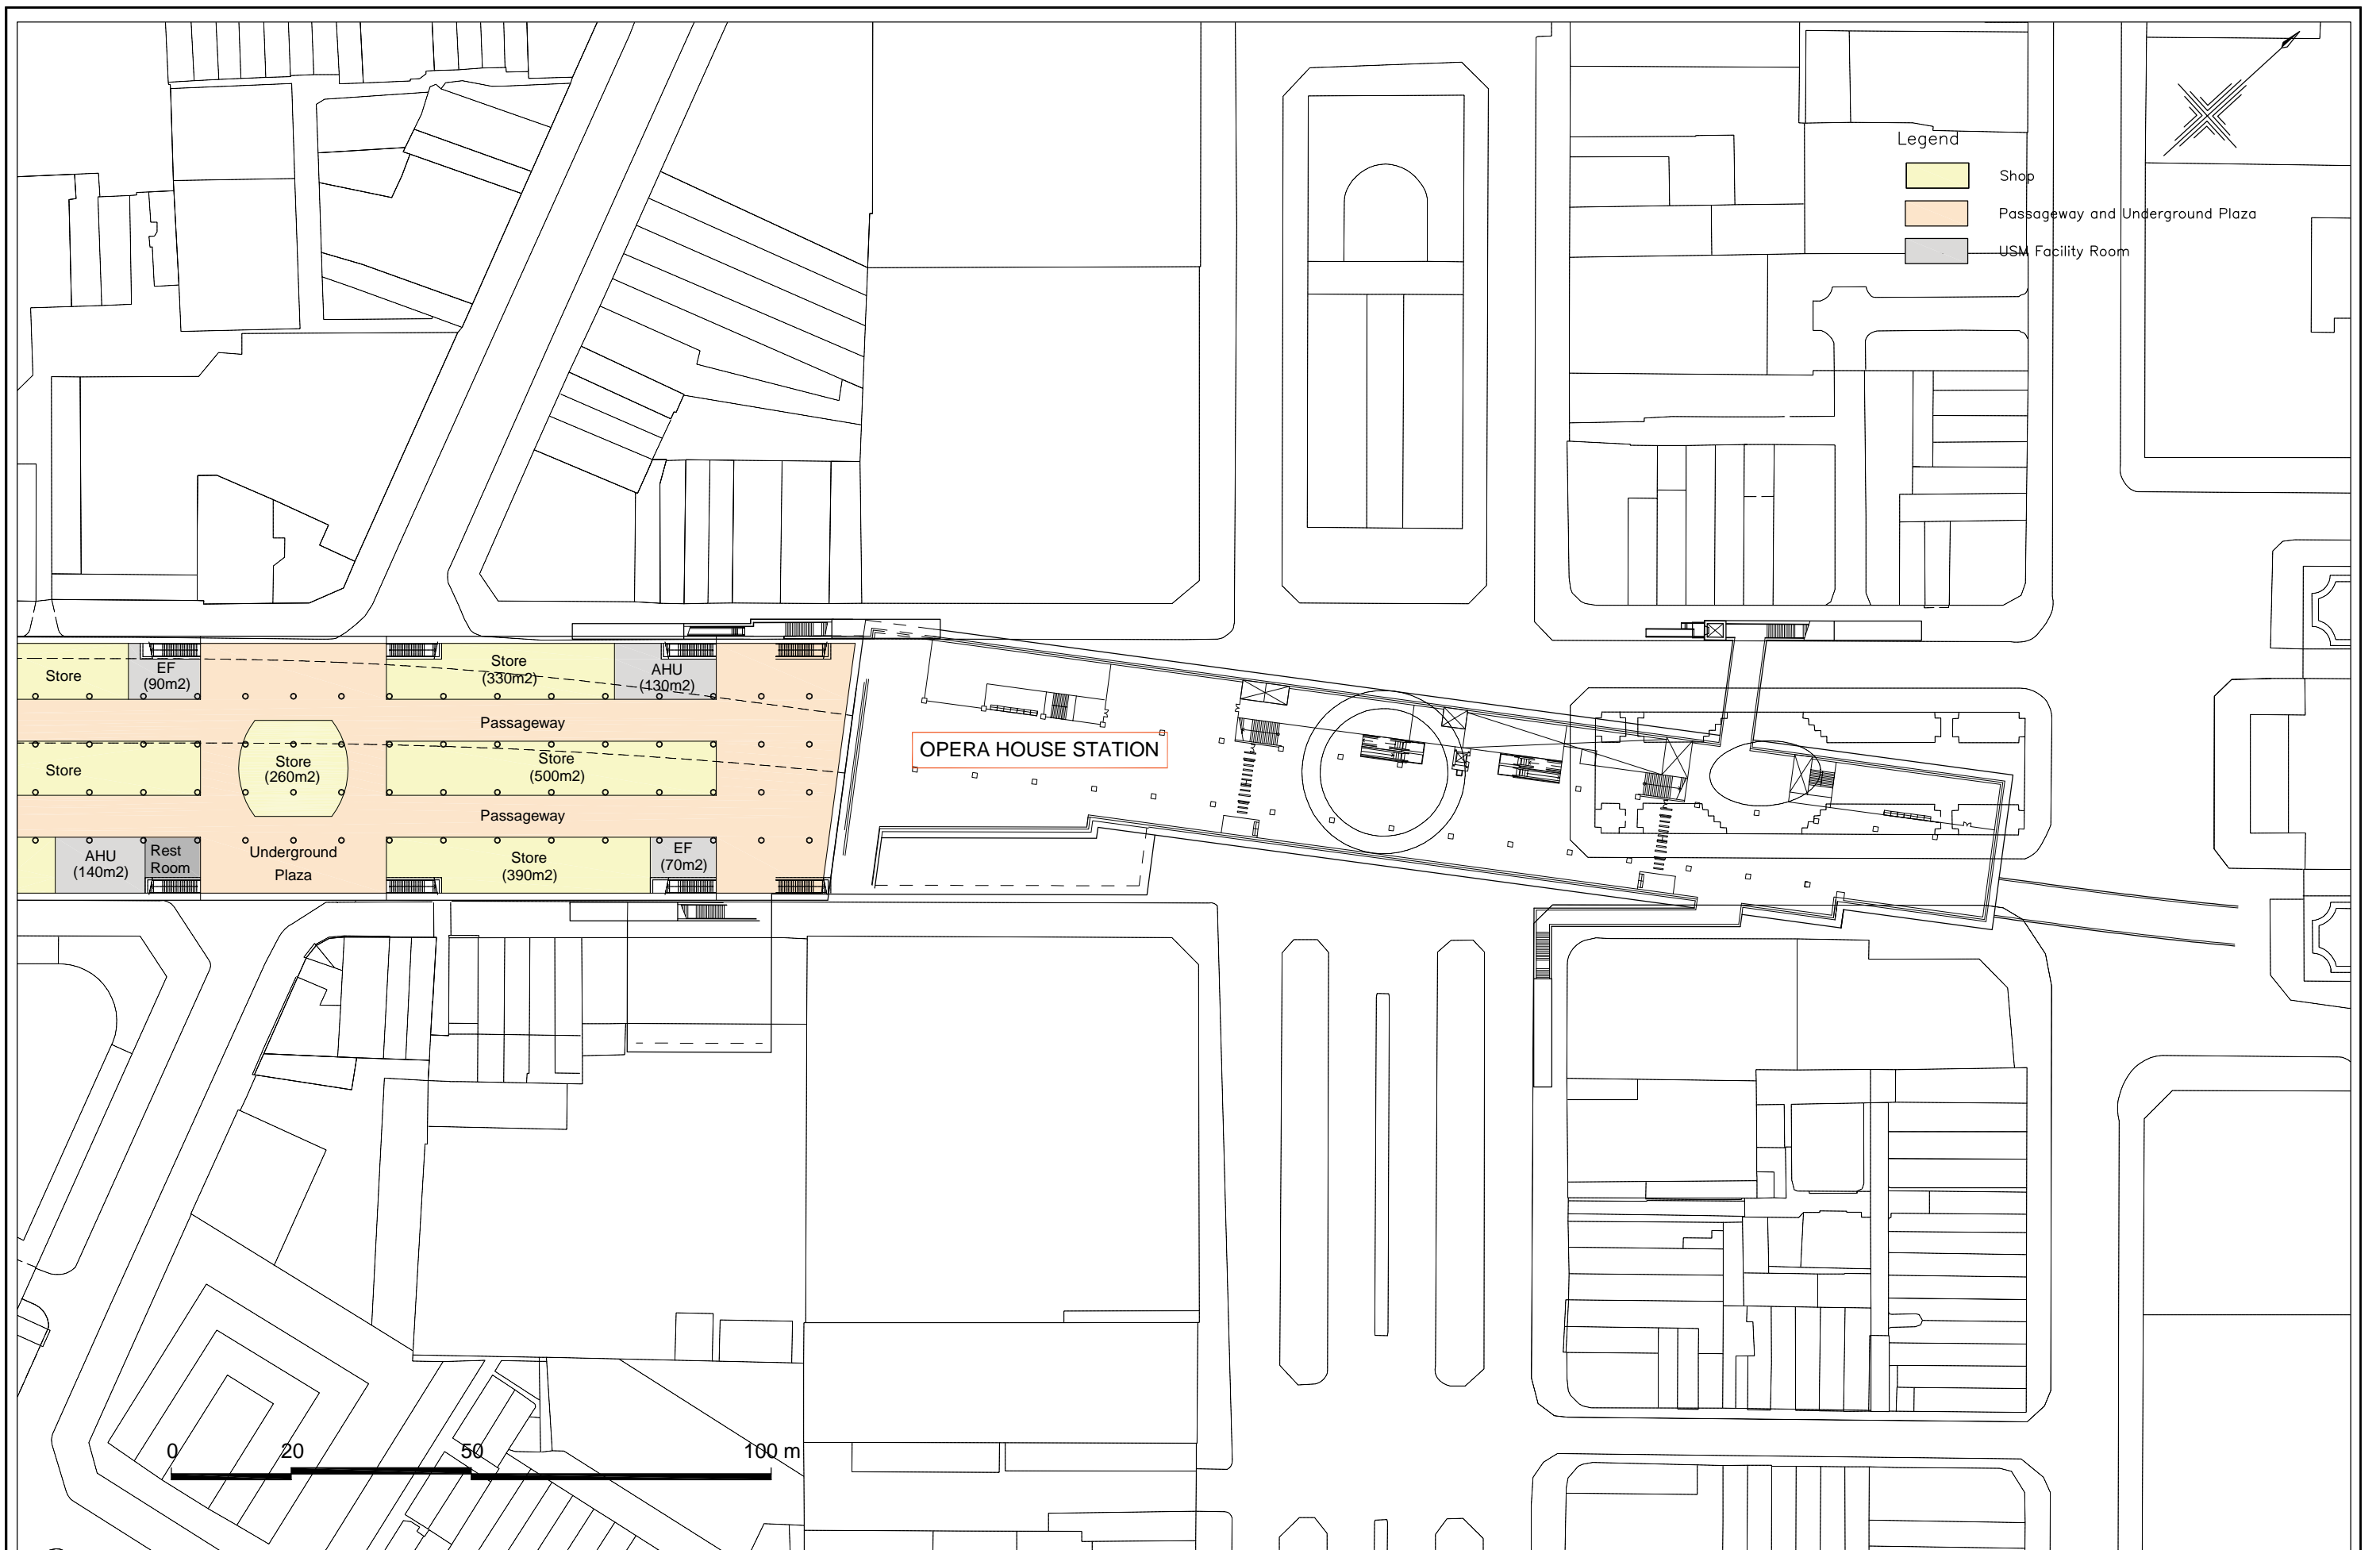 Legend
Shop
Passageway and Underground Plaza
USM Facility Room
Store
EF
(90m2)
Store
(330m2)
AHU
(130m2)
Passageway
OPERA HOUSE STATION
Store
Store
(260m2)
Store
(500m2)
Passageway
AHU
(140m2)
Rest
Room
Underground
Plaza
Store
(390m2)
EF
(70m2)
0 20 50 100 m